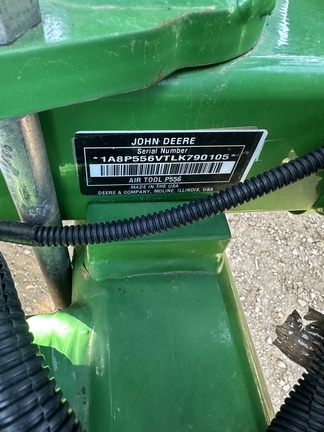 JOHN DEERE
Serial Number
*1A8P556VTLK790105*
AIR TOOL P556
MADE IN THE USA
DEERE & COMPANY, MOLINE, ILLINOIS, USA